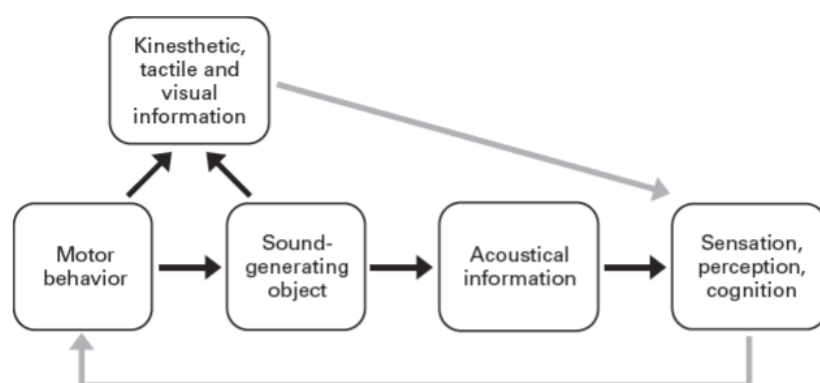 Kinesthetic,
tactile and
visual
information
Motor
behavior
Sound-
generating
object
Acoustical
information
Sensation,
perception,
cognition